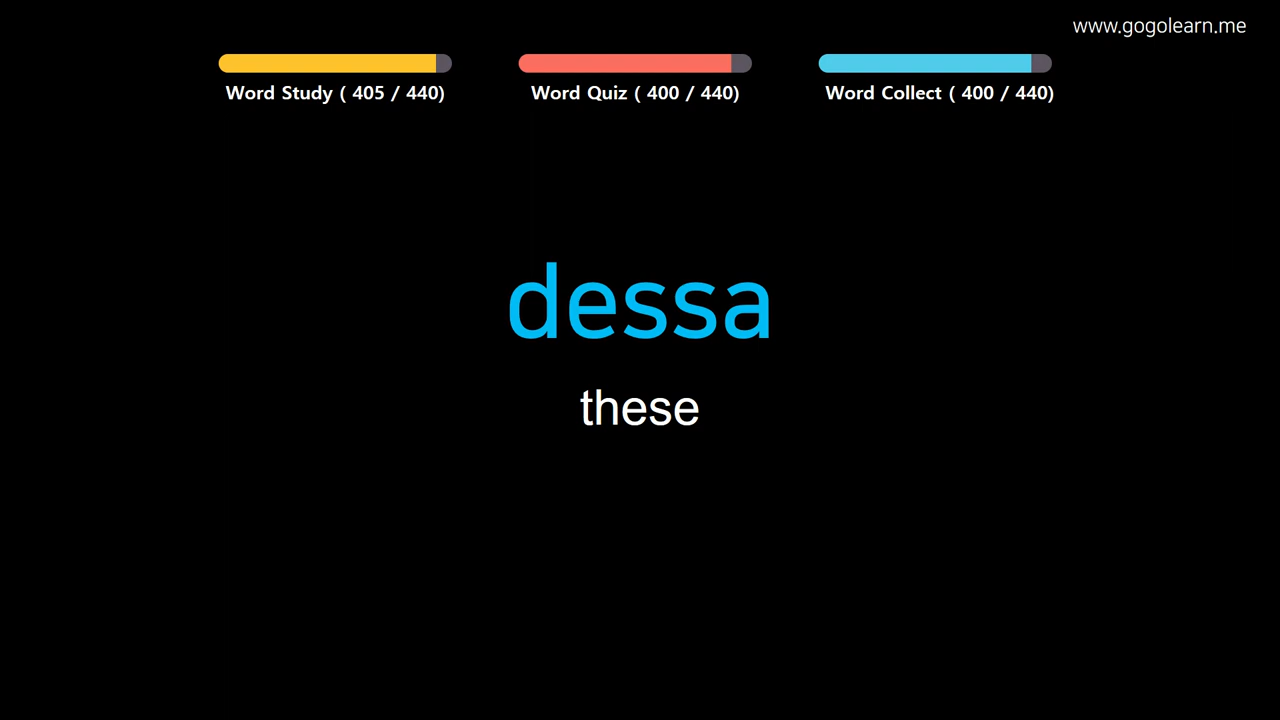 www.gogolearn.me
Word Study ( 405 / 440)
Word Quiz ( 400 / 440)
Word Collect ( 400 / 440)
dessa
these